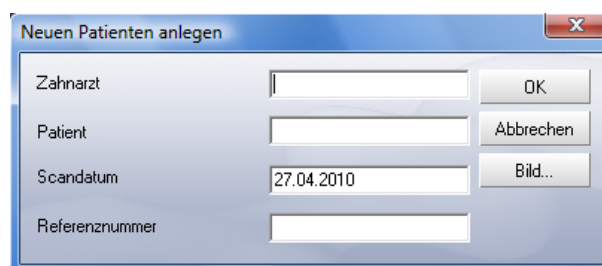 Neuen Patienten anlegen
Zahnarzt
OK
Patient
Abbrechen
Scandatum 27.04.2010
Bild...
Referenznummer